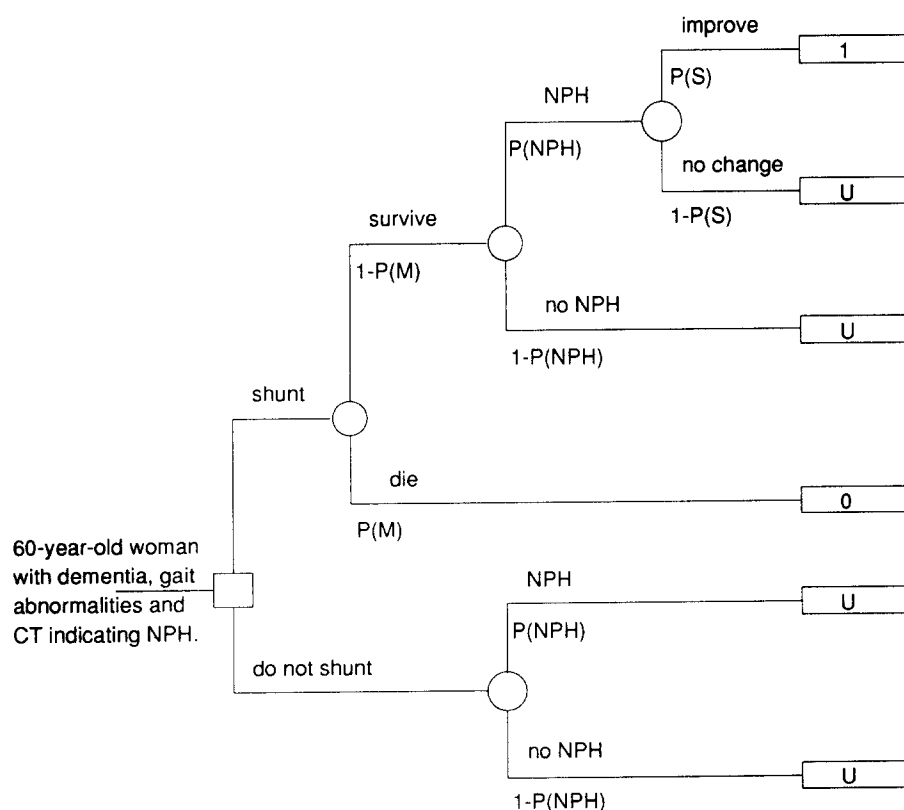 improve
1
P(S)
NPH
P(NPH)
no change
U
1-P(S)
survive
1-P(M)
no NPH
U
1-P(NPH)
shunt
die
0
P(M)
60-year-old woman
with dementia, gait
abnormalities and
CT indicating NPH.
NPH
U
P(NPH)
do not shunt
no NPH
U
1-P(NPH)